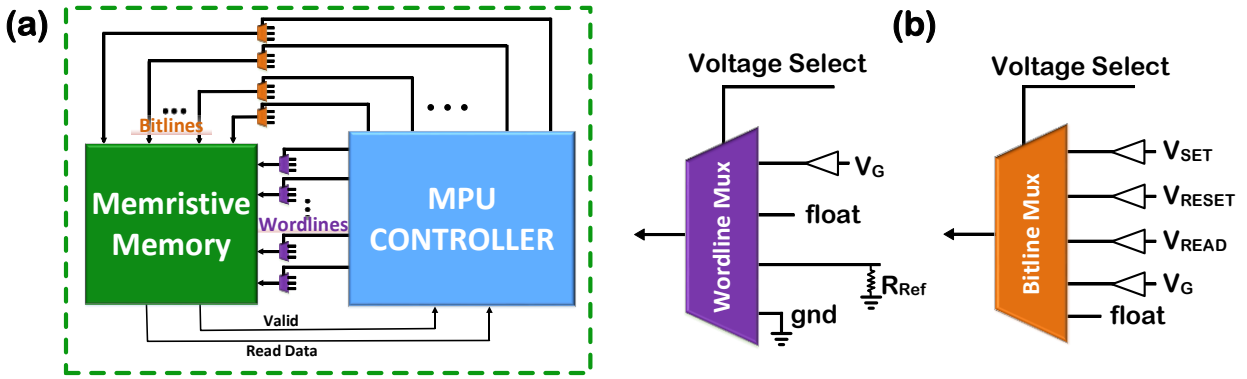 (a)
Bitlines
Memristive
Memory
Wordlines
MPU
CONTROLLER
Valid
Read Data
Voltage Select
Wordline Mux
VG
float
RRef
gnd
(b)
Voltage Select
Bitline Mux
VSET
VRESET
VREAD
VG
float